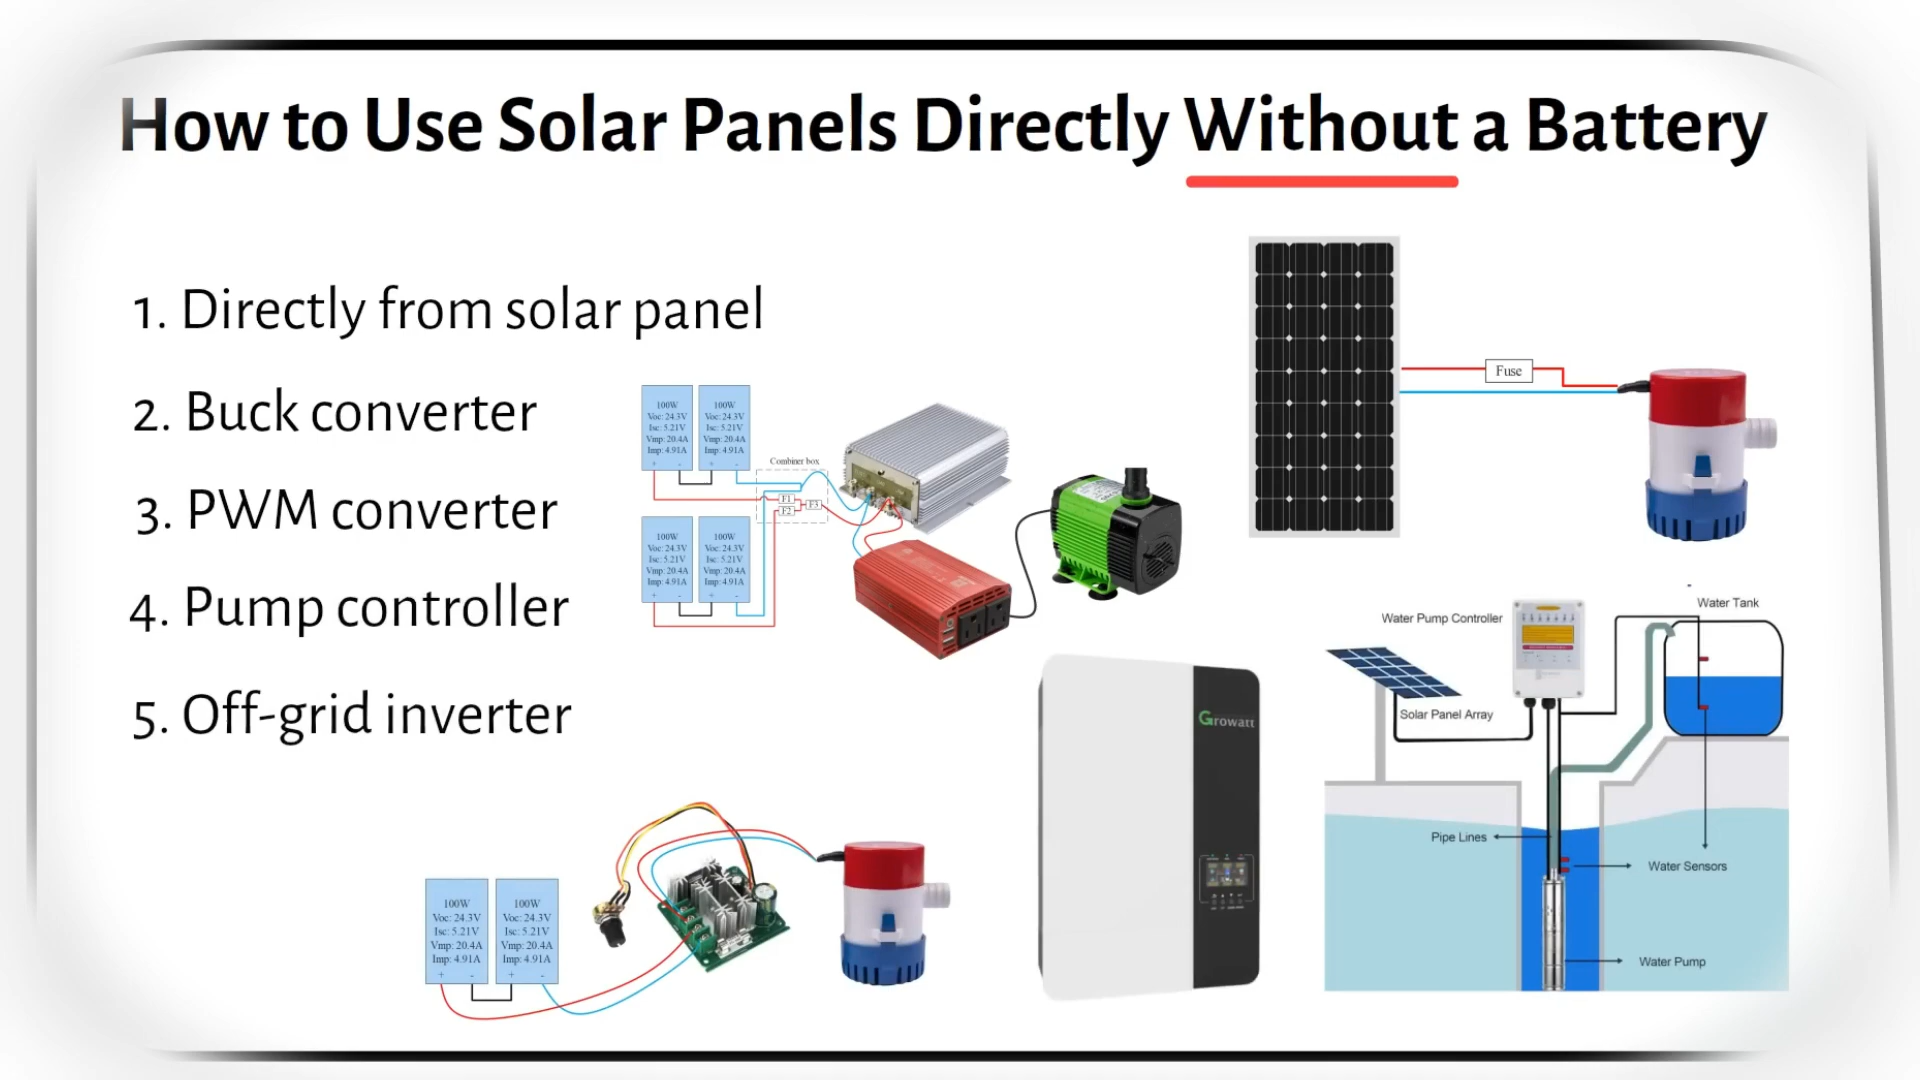 How to Use Solar Panels Directly Without a Battery
1. Directly from solar panel
2. Buck converter
3. PWM converter
4. Pump controller
5. Off-grid inverter
100W
Voc: 24.3V
Isc: 5.21V
Vmp: 20.4A
Imp: 4.91A
+ -
100W
Voc: 24.3V
Isc: 5.21V
Vmp: 20.4A
Imp: 4.91A
+ -
Combiner box
F1
F2
F3
100W
Voc: 24.3V
Isc: 5.21V
Vmp: 20.4A
Imp: 4.91A
+ -
100W
Voc: 24.3V
Isc: 5.21V
Vmp: 20.4A
Imp: 4.91A
+ -
Fuse
Water Pump Controller
Water Tank
Solar Panel Array
Pipe Lines
Water Sensors
Water Pump
Growatt
100W
Voc: 24.3V
Isc: 5.21V
Vmp: 20.4A
Imp: 4.91A
+ -
100W
Voc: 24.3V
Isc: 5.21V
Vmp: 20.4A
Imp: 4.91A
+ -